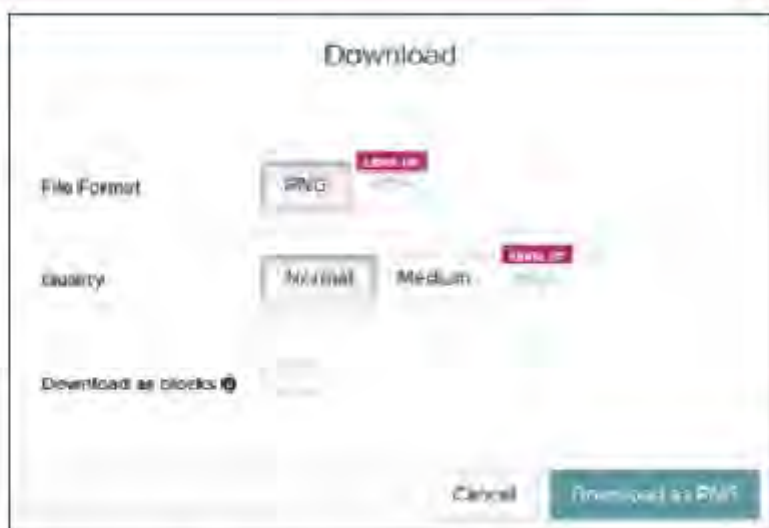 Download
File Format PNG
Quality Normal Medium
Download as blocks
Cancel Download as PNG